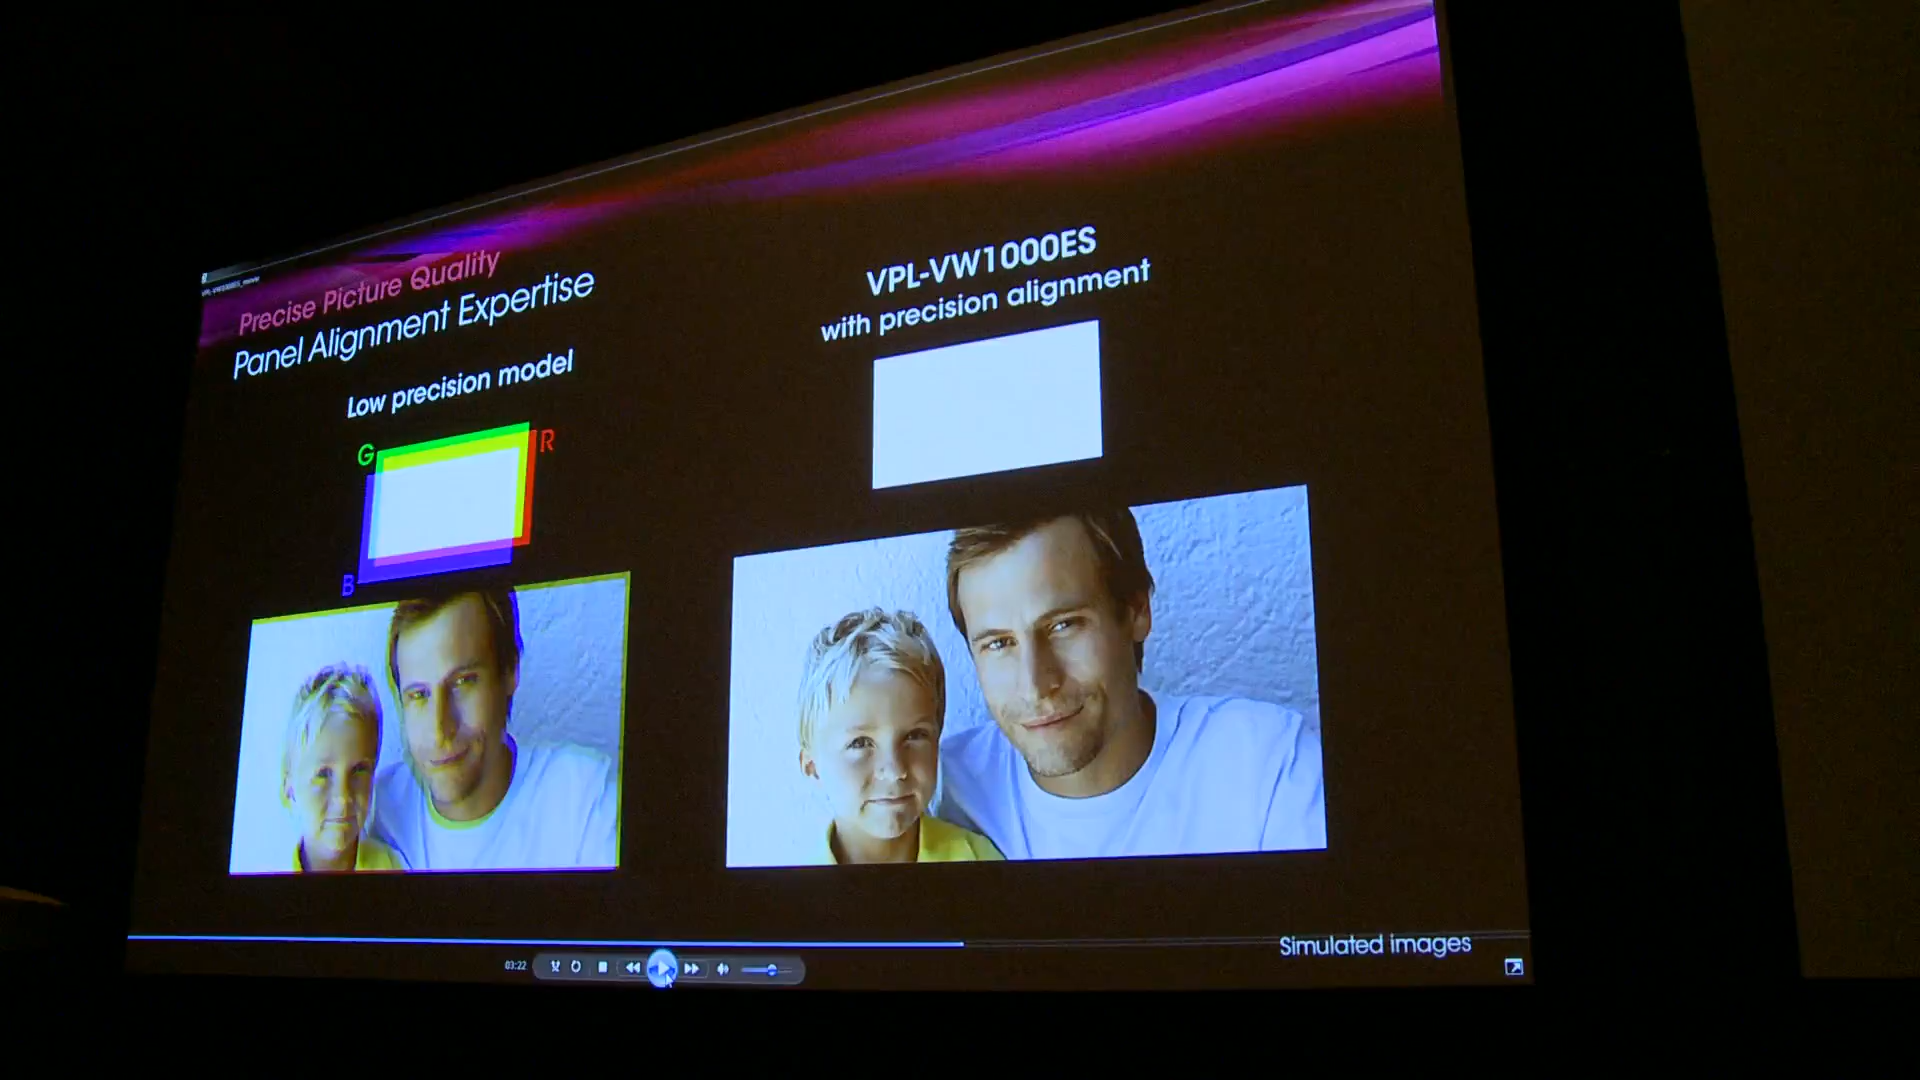 Precise Picture Quality
Panel Alignment Expertise
Low precision model
G
R
B
VPL-VW1000ES
with precision alignment
Simulated images
03:22